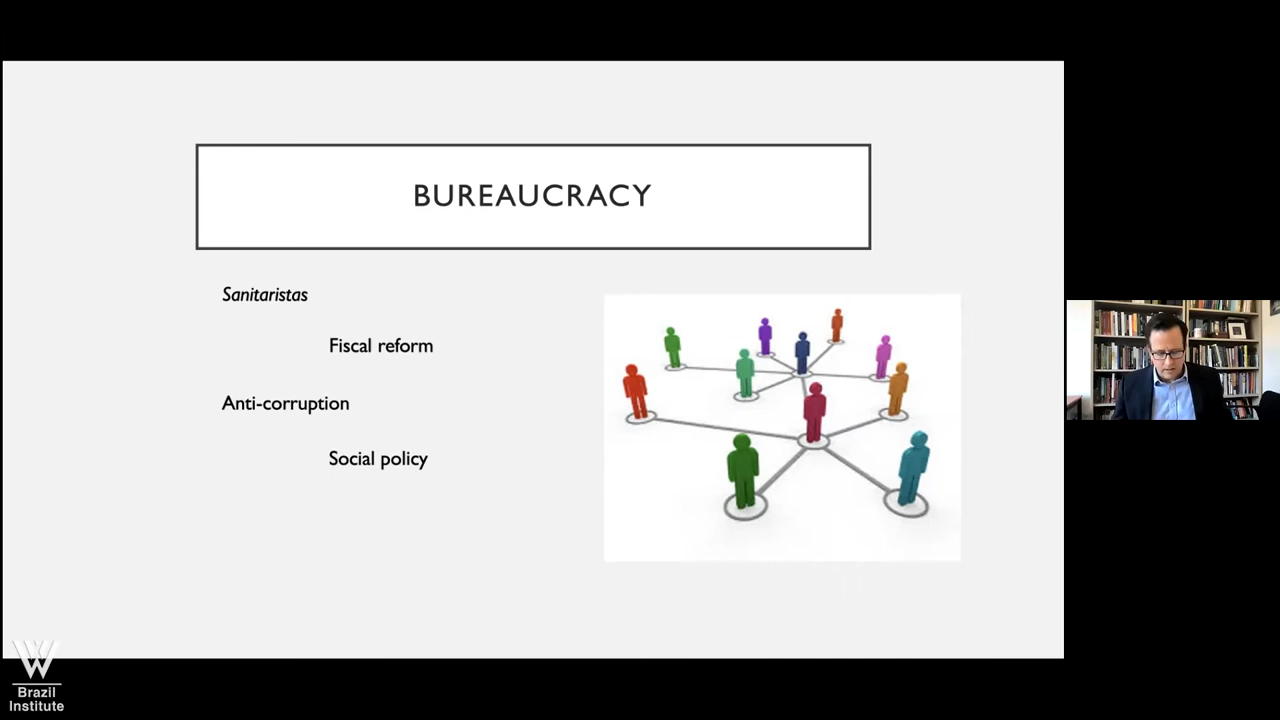 BUREAUCRACY
Sanitaristas
Fiscal reform
Anti-corruption
Social policy
W
Brazil
Institute